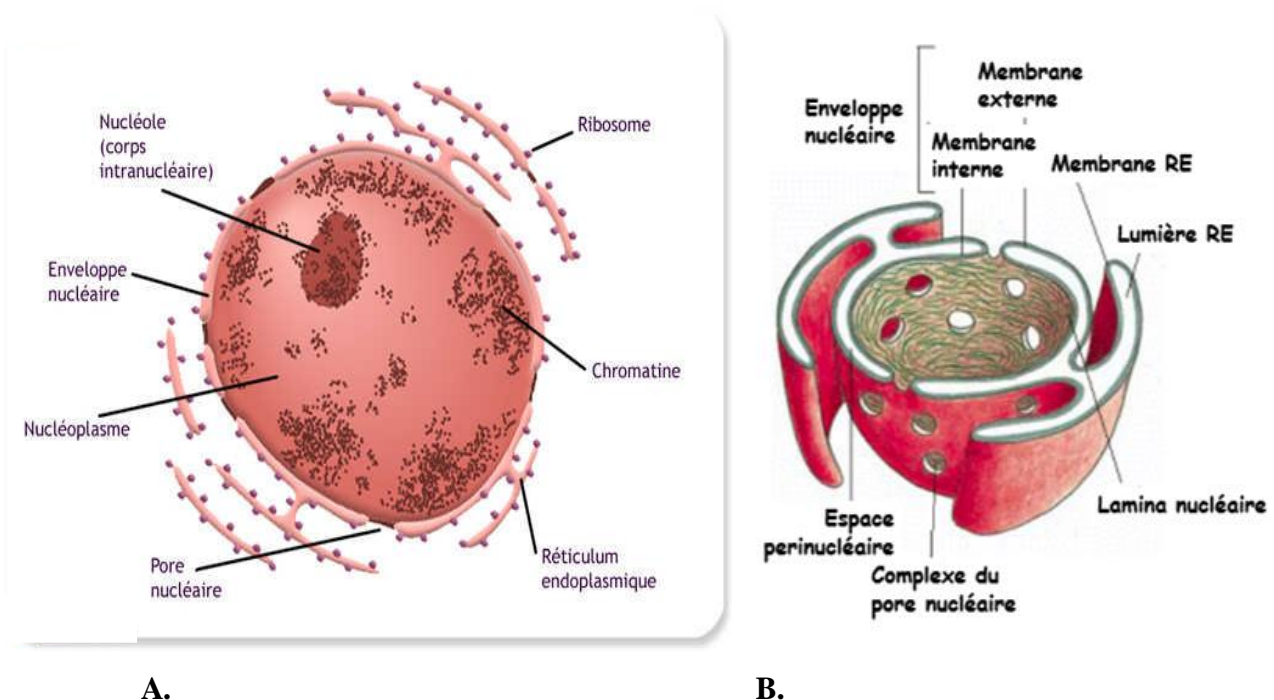 Nucléole
(corps
intranucléaire)
Ribosome
Enveloppe
nucléaire
Chromatine
Nucléoplasme
Pore
nucléaire
Réticulum
endoplasmique
A.
Enveloppe
nucléaire
Membrane
externe
Membrane
interne
Membrane RE
Lumière RE
Lamina nucléaire
Espace
perinucléaire
Complexe du
pore nucléaire
B.